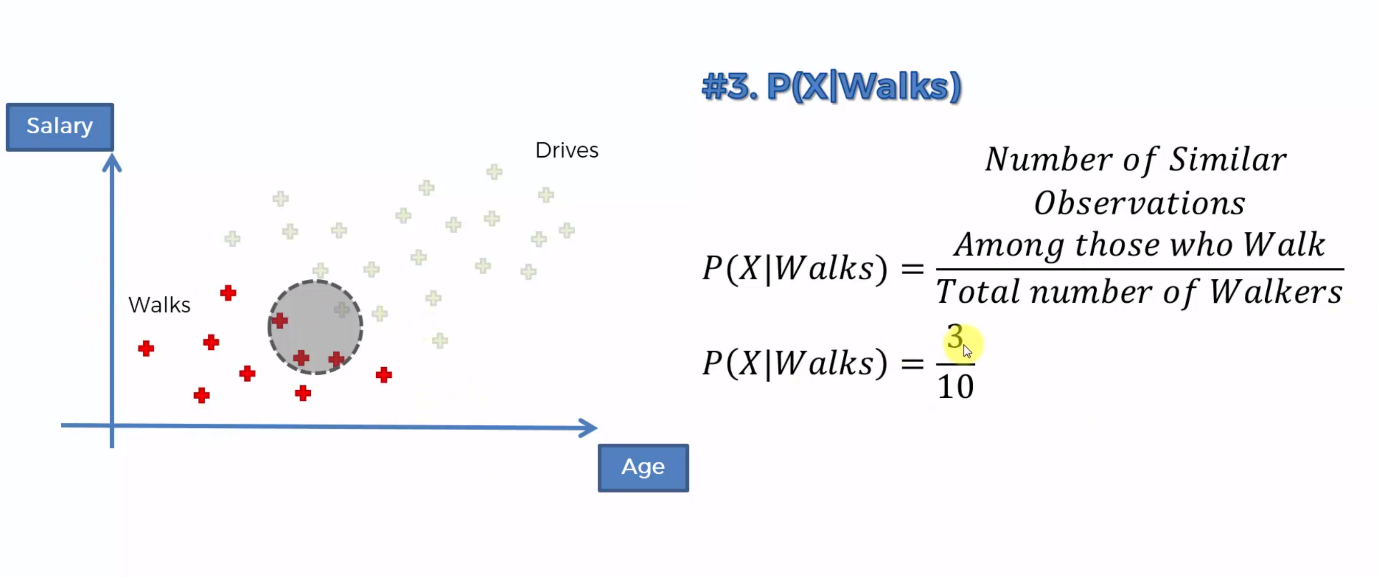 #3. P(X|Walks)
Salary
Drives
Walks
Age
Number of Similar
Observations
Among those who Walk
P(X|Walks) =
Total number of Walkers
3
P(X|Walks) =
10